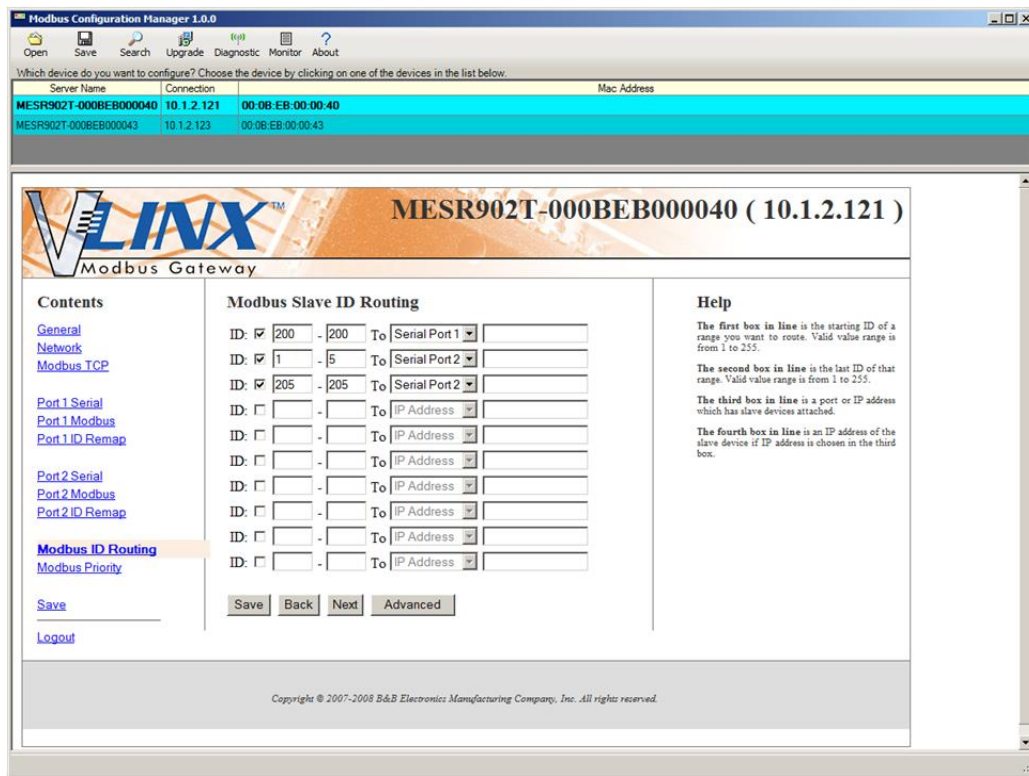 Modbus Configuration Manager 1.0.0
Open Save Search Upgrade Diagnostic Monitor About
Which device do you want to configure? Choose the device by clicking on one of the devices in the list below.
Server Name Connection Mac Address
MESR902T-000BEB000040 10.1.2.121 00:0B:EB:00:00:40
MESR902T-000BEB000043 10.1.2.123 00:0B:EB:00:00:43
VLINX™
Modbus Gateway
MESR902T-000BEB000040 ( 10.1.2.121 )
Contents
General
Network
Modbus TCP
Port 1 Serial
Port 1 Modbus
Port 1 ID Remap
Port 2 Serial
Port 2 Modbus
Port 2 ID Remap
Modbus ID Routing
Modbus Priority
Save
Logout
Modbus Slave ID Routing
ID: 200 - 200 To Serial Port 1
ID: 1 - 5 To Serial Port 2
ID: 205 - 205 To Serial Port 2
ID: - To IP Address
ID: - To IP Address
ID: - To IP Address
ID: - To IP Address
ID: - To IP Address
ID: - To IP Address
ID: - To IP Address
Save Back Next Advanced
Help
The first box in line is the starting ID of a
range you want to route. Valid value range is
from 1 to 255.
The second box in line is the last ID of that
range. Valid value range is from 1 to 255.
The third box in line is a port or IP address
which has slave devices attached.
The fourth box in line is an IP address of the
slave device if IP address is chosen in the third
box.
Copyright © 2007-2008 B&B Electronics Manufacturing Company, Inc. All rights reserved.